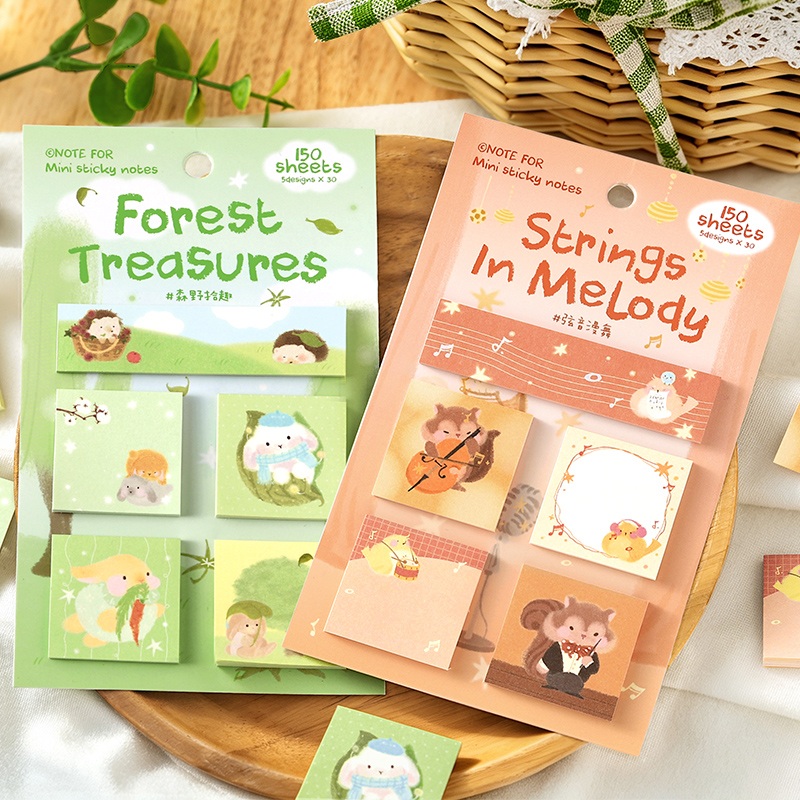 ©NOTE FOR
Mini sticky notes
150
sheets
5designs X 30
Forest
Treasures
#森野拾趣
©NOTE FOR
Mini sticky notes
150
sheets
5designs X 30
Strings
In Melody
#弦音漫舞